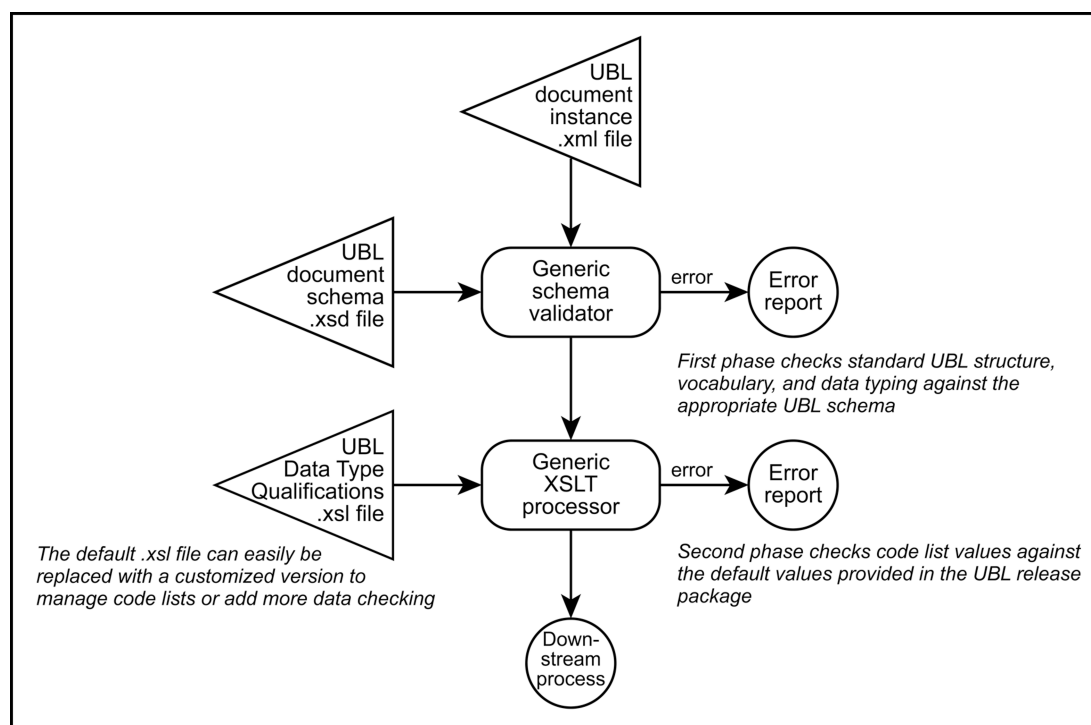 UBL
document
instance
.xml file
UBL
document
schema
.xsd file
Generic
schema
validator
error
Error
report
First phase checks standard UBL structure,
vocabulary, and data typing against the
appropriate UBL schema
UBL
Data Type
Qualifications
.xsl file
Generic
XSLT
processor
error
Error
report
The default .xsl file can easily be
replaced with a customized version to
manage code lists or add more data checking
Second phase checks code list values against
the default values provided in the UBL release
package
Down-
stream
process